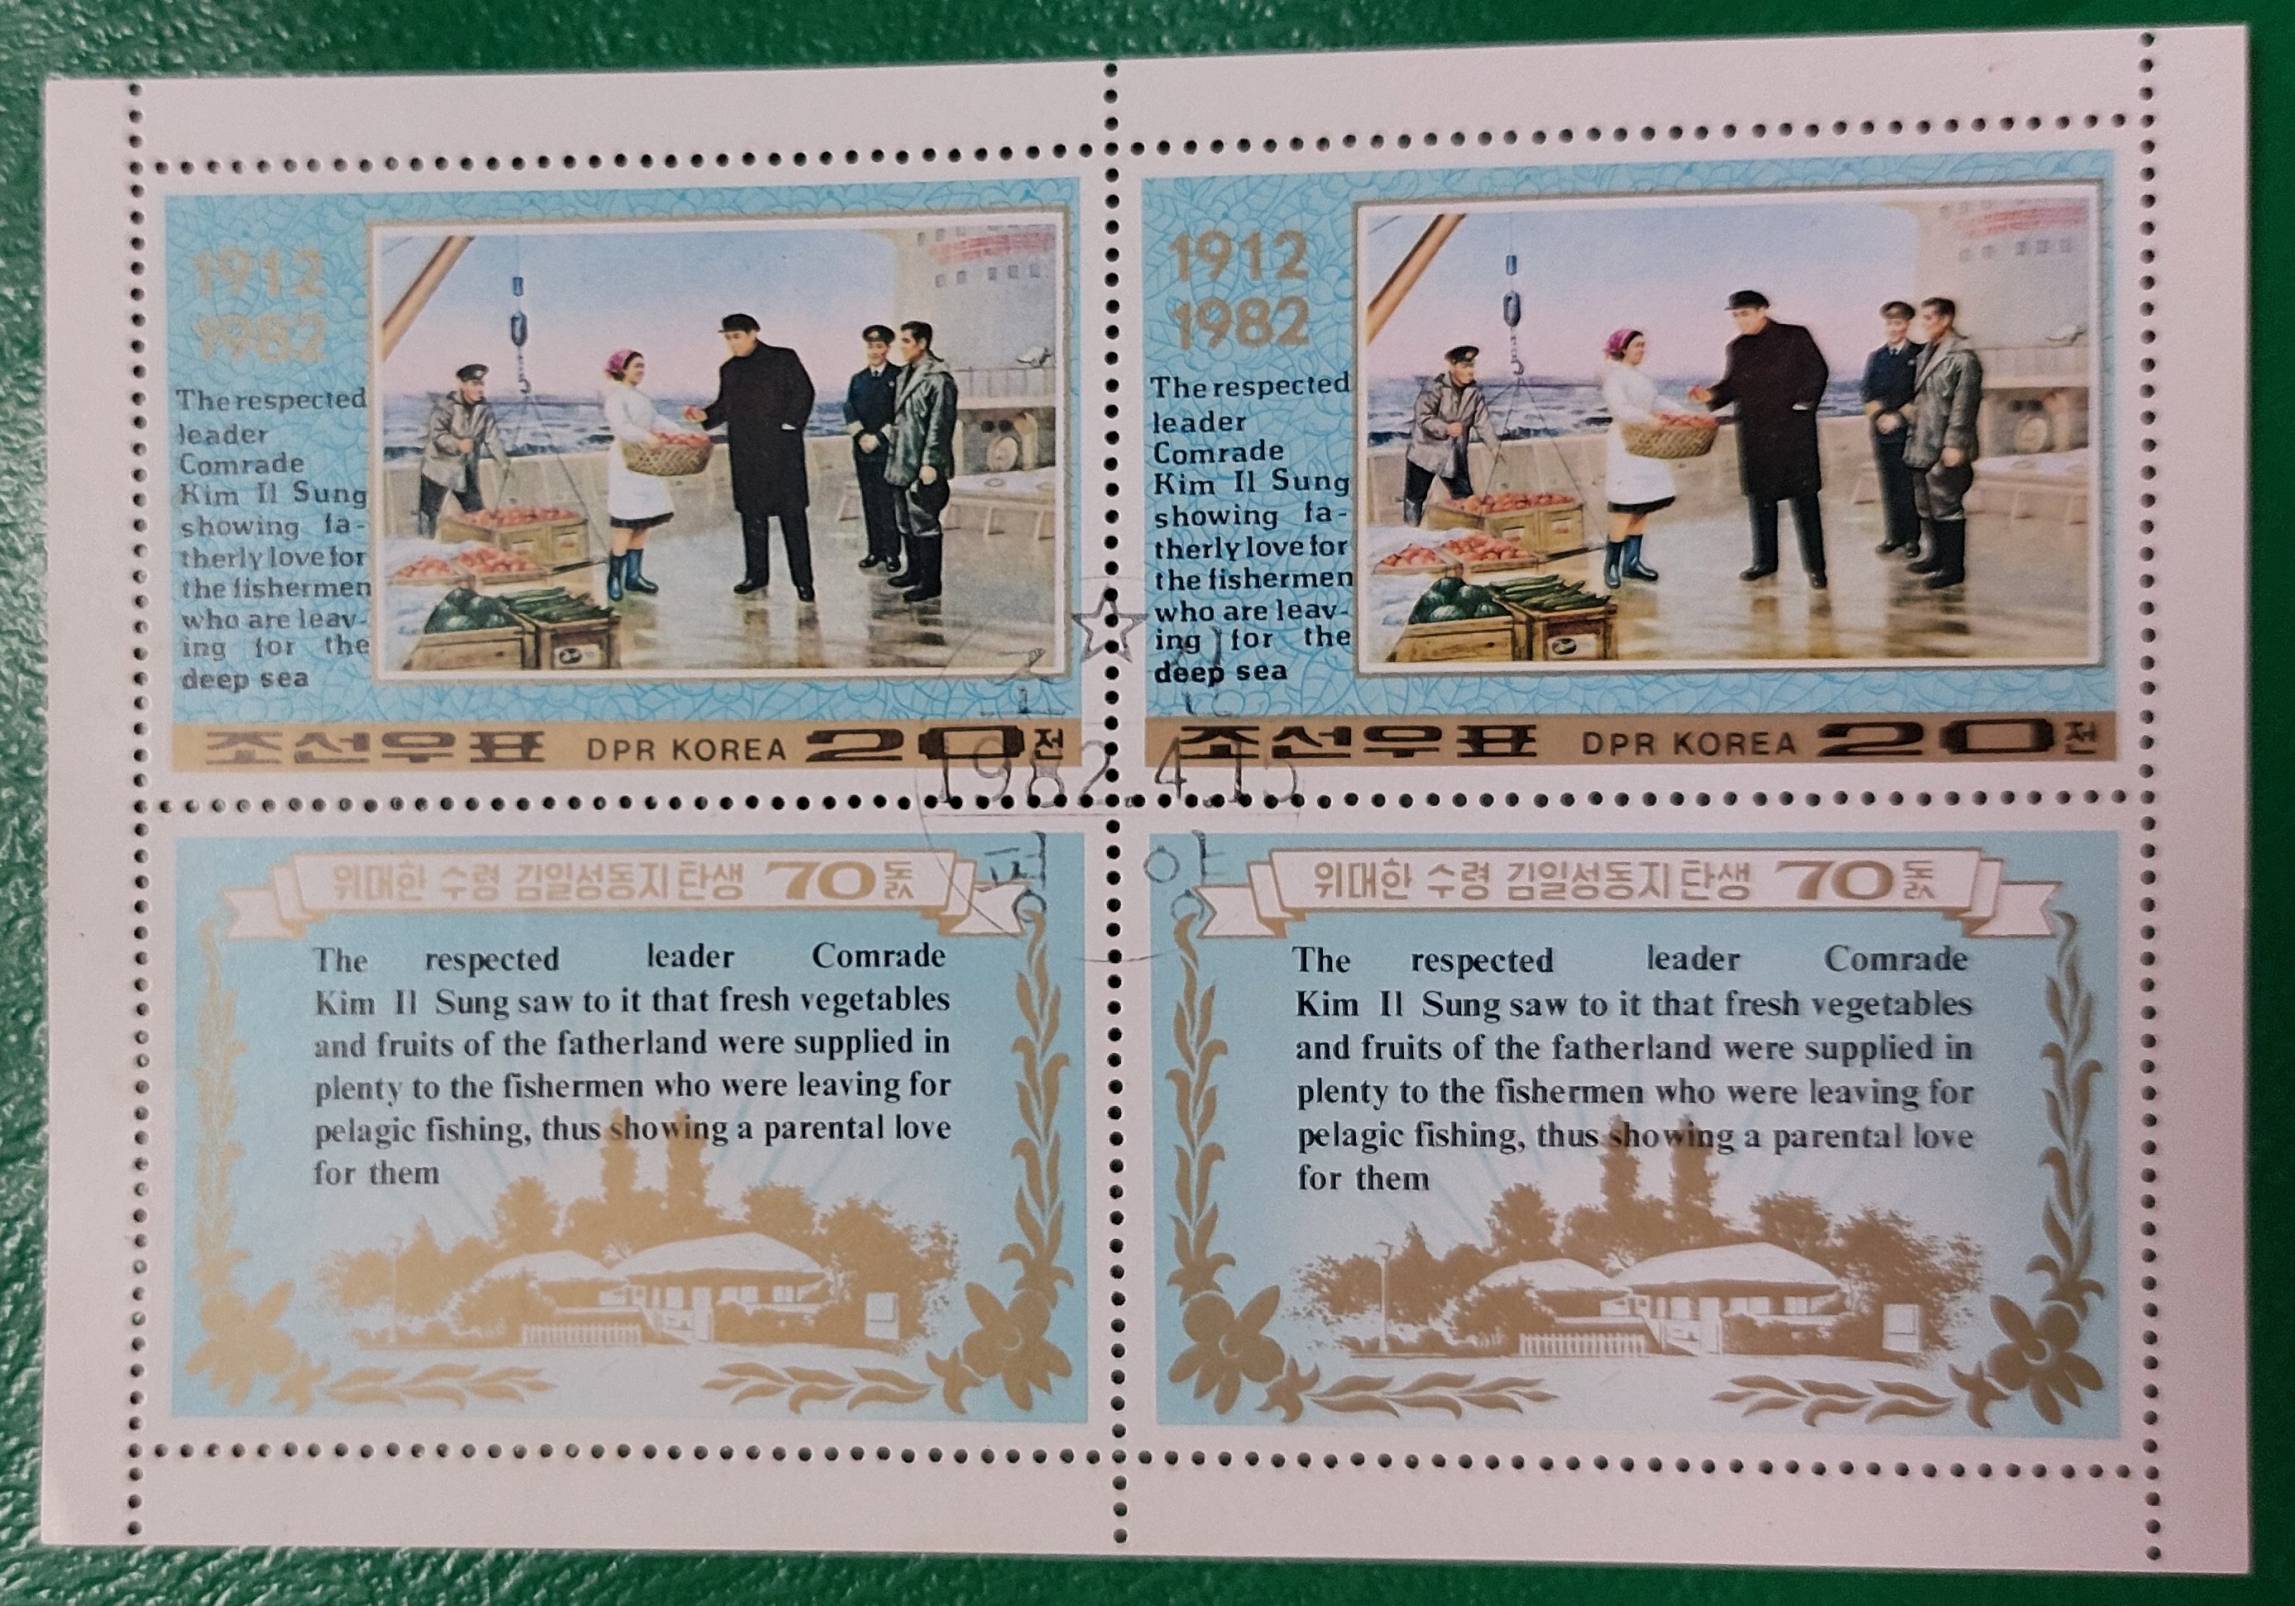 1912
1982
The respected
leader
Comrade
Kim Il Sung
showing fa-
therly love for
the fishermen
who are leav-
ing for the
deep sea
조선우표 DPR KOREA 20전
1912
1982
The respected
leader
Comrade
Kim Il Sung
showing fa-
therly love for
the fishermen
who are leav-
ing for the
deep sea
조선우표 DPR KOREA 20전
1982.4.15
평양
위대한 수령 김일성동지 탄생 70돐
The respected leader Comrade
Kim Il Sung saw to it that fresh vegetables
and fruits of the fatherland were supplied in
plenty to the fishermen who were leaving for
pelagic fishing, thus showing a parental love
for them
위대한 수령 김일성동지 탄생 70돐
The respected leader Comrade
Kim Il Sung saw to it that fresh vegetables
and fruits of the fatherland were supplied in
plenty to the fishermen who were leaving for
pelagic fishing, thus showing a parental love
for them